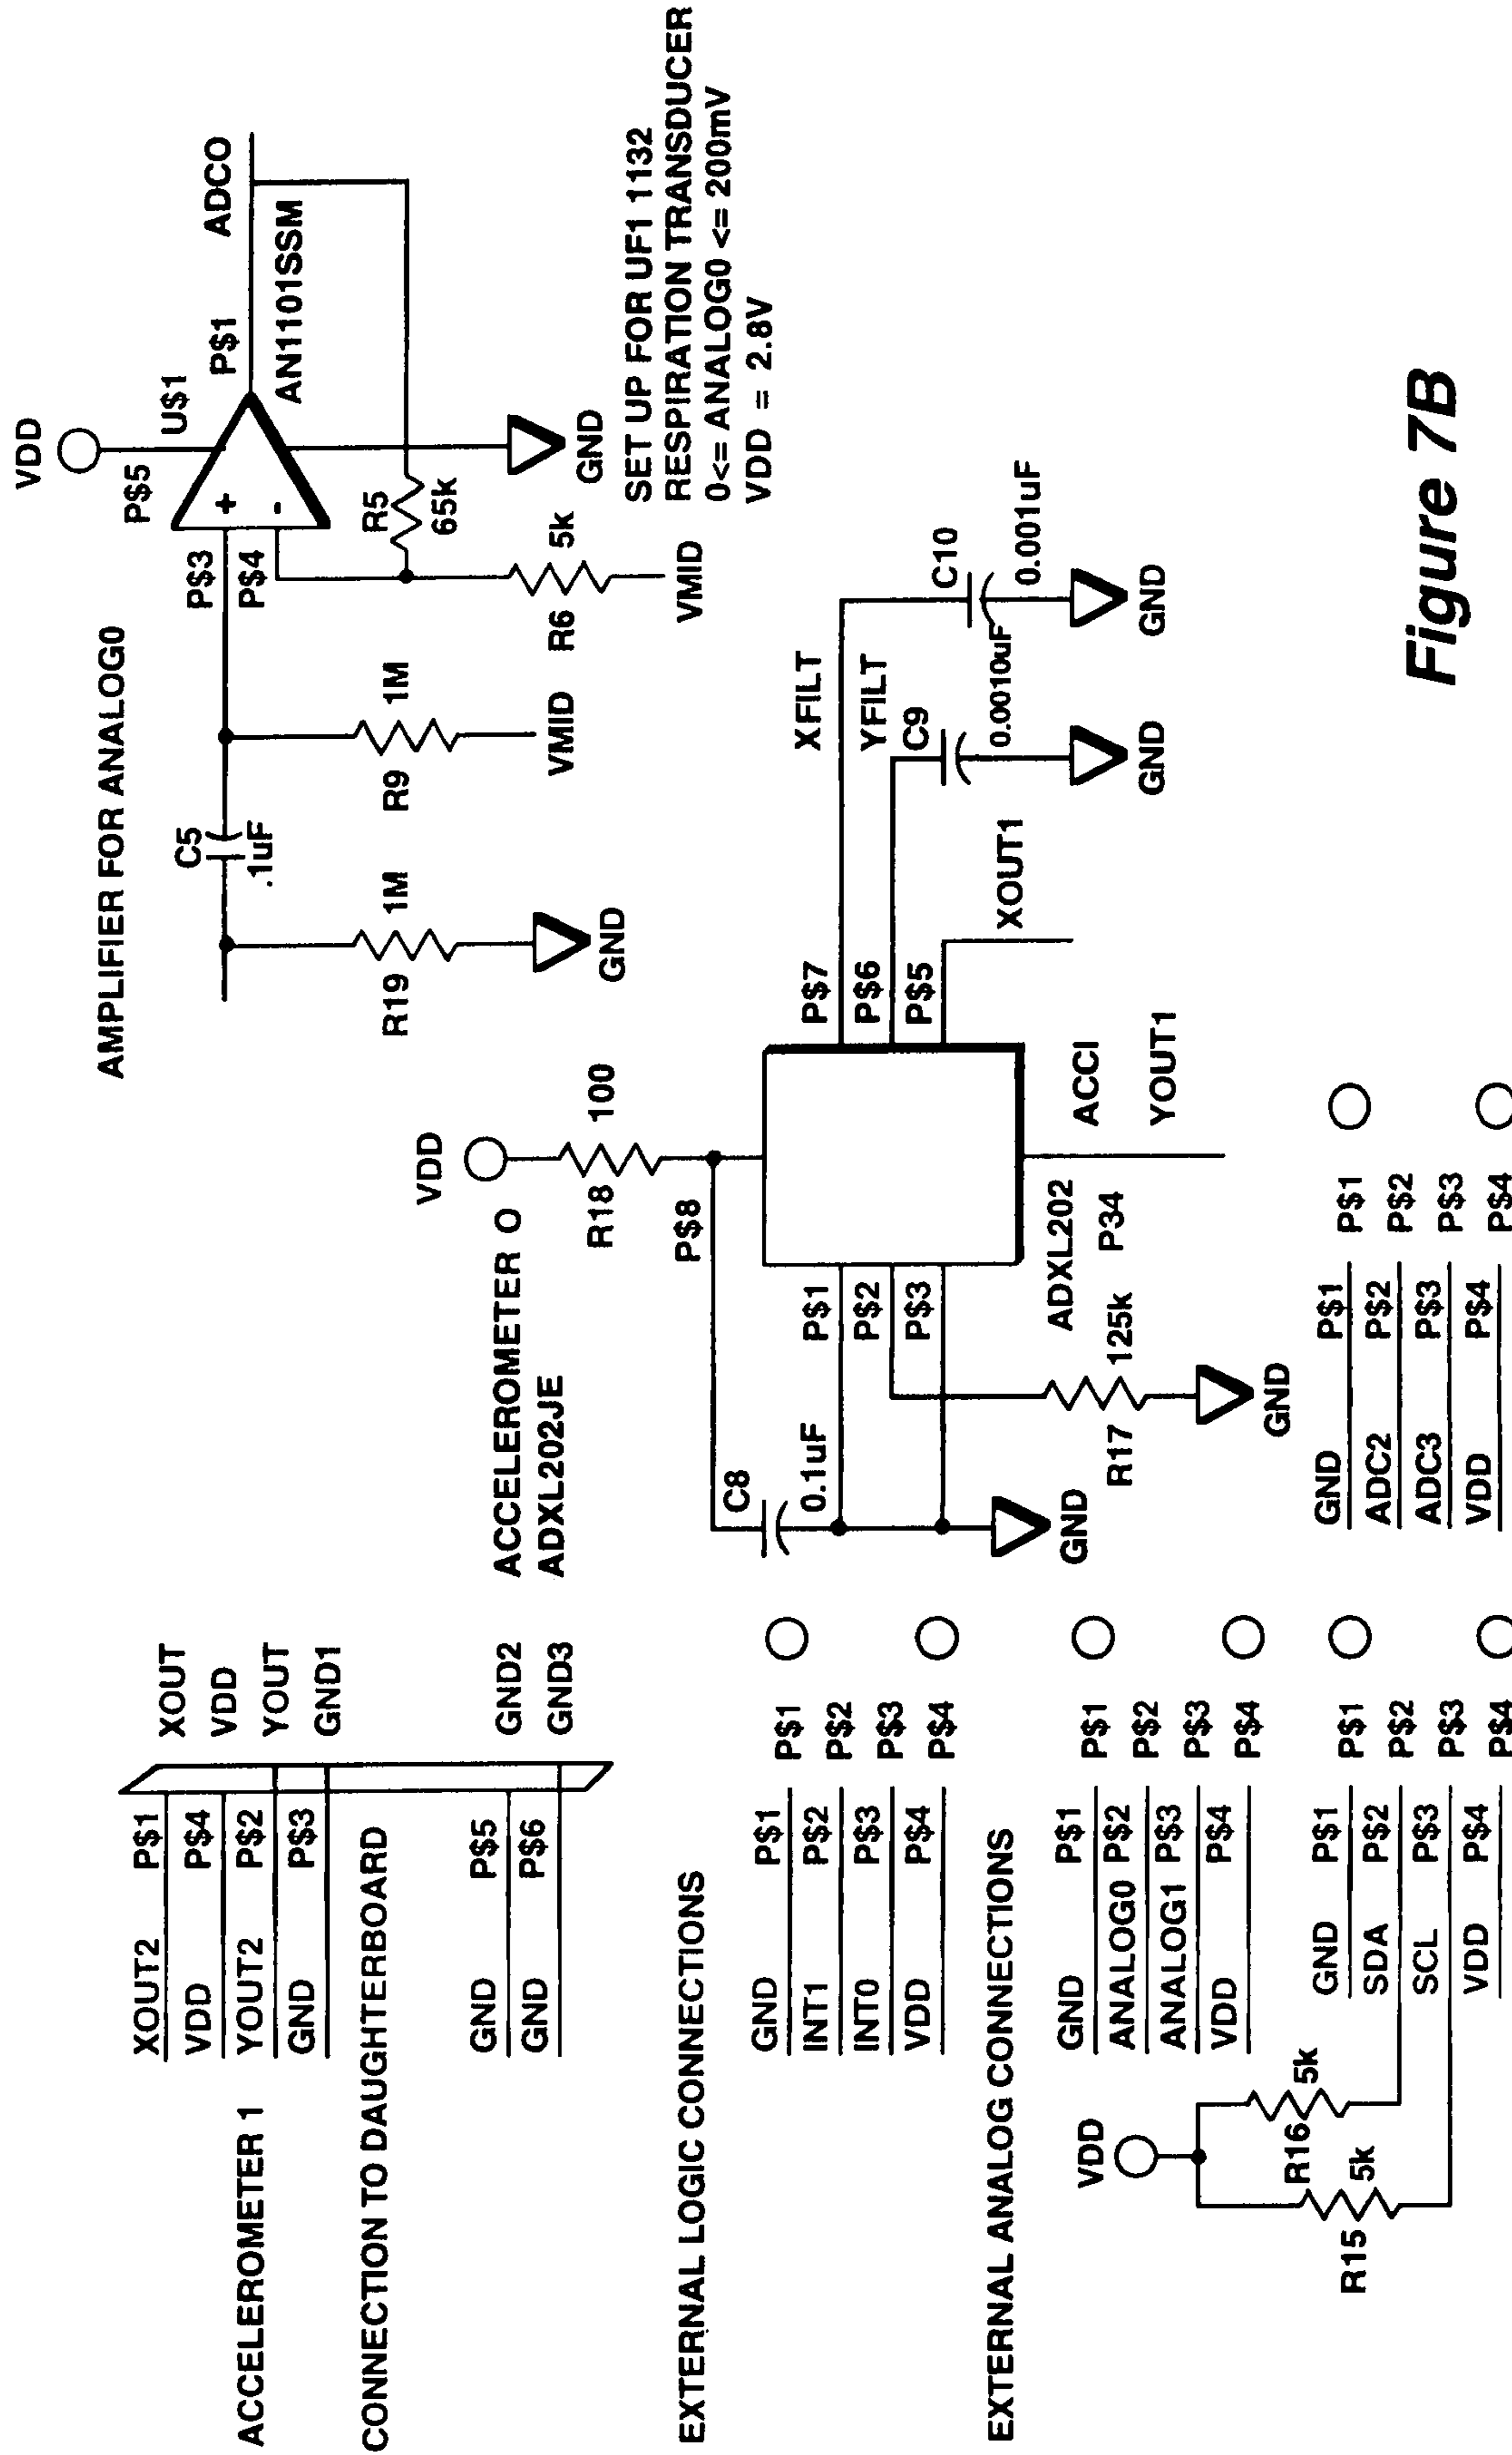 ACCELEROMETER 1
XOUT2 P$1 XOUT
VDD P$4 VDD
YOUT2 P$2 YOUT
GND P$3 GND1
CONNECTION TO DAUGHTERBOARD
GND P$5 GND2
GND P$6 GND3
EXTERNAL LOGIC CONNECTIONS
GND P$1 P$1
INT1 P$2 P$2
INT0 P$3 P$3
VDD P$4 P$4
EXTERNAL ANALOG CONNECTIONS
GND P$1 P$1
ANALOG0 P$2 P$2
ANALOG1 P$3 P$3
VDD P$4 P$4
VDD
R16 5k
R15 5k
GND P$1 P$1
SDA P$2 P$2
SCL P$3 P$3
VDD P$4 P$4
GND P$1 P$1
ADC2 P$2 P$2
ADC3 P$3 P$3
VDD P$4 P$4
ACCELEROMETER O
ADXL202JE
VDD
R18 100
P$8
C8
0.1uF
P$1
P$2
P$3
GND
R17 125k
GND
ADXL202
P34
ACCI
YOUT1
P$7
P$6
P$5
XOUT1
XFILT
YFILT
C9
0.0010uF
GND
C10
0.001uF
GND
AMPLIFIER FOR ANALOG0
R19 1M
GND
C5
.1uF
R9 1M
VMID
P$3
P$4
R6 5k
VMID
R5
65k
VDD
P$5
U$1
P$1
ADCO
AN1101SSM
GND
SET UP FOR UF1 1132
RESPIRATION TRANSDUCER
0<= ANALOG0 <= 200mV
VDD = 2.8V
Figure 7B